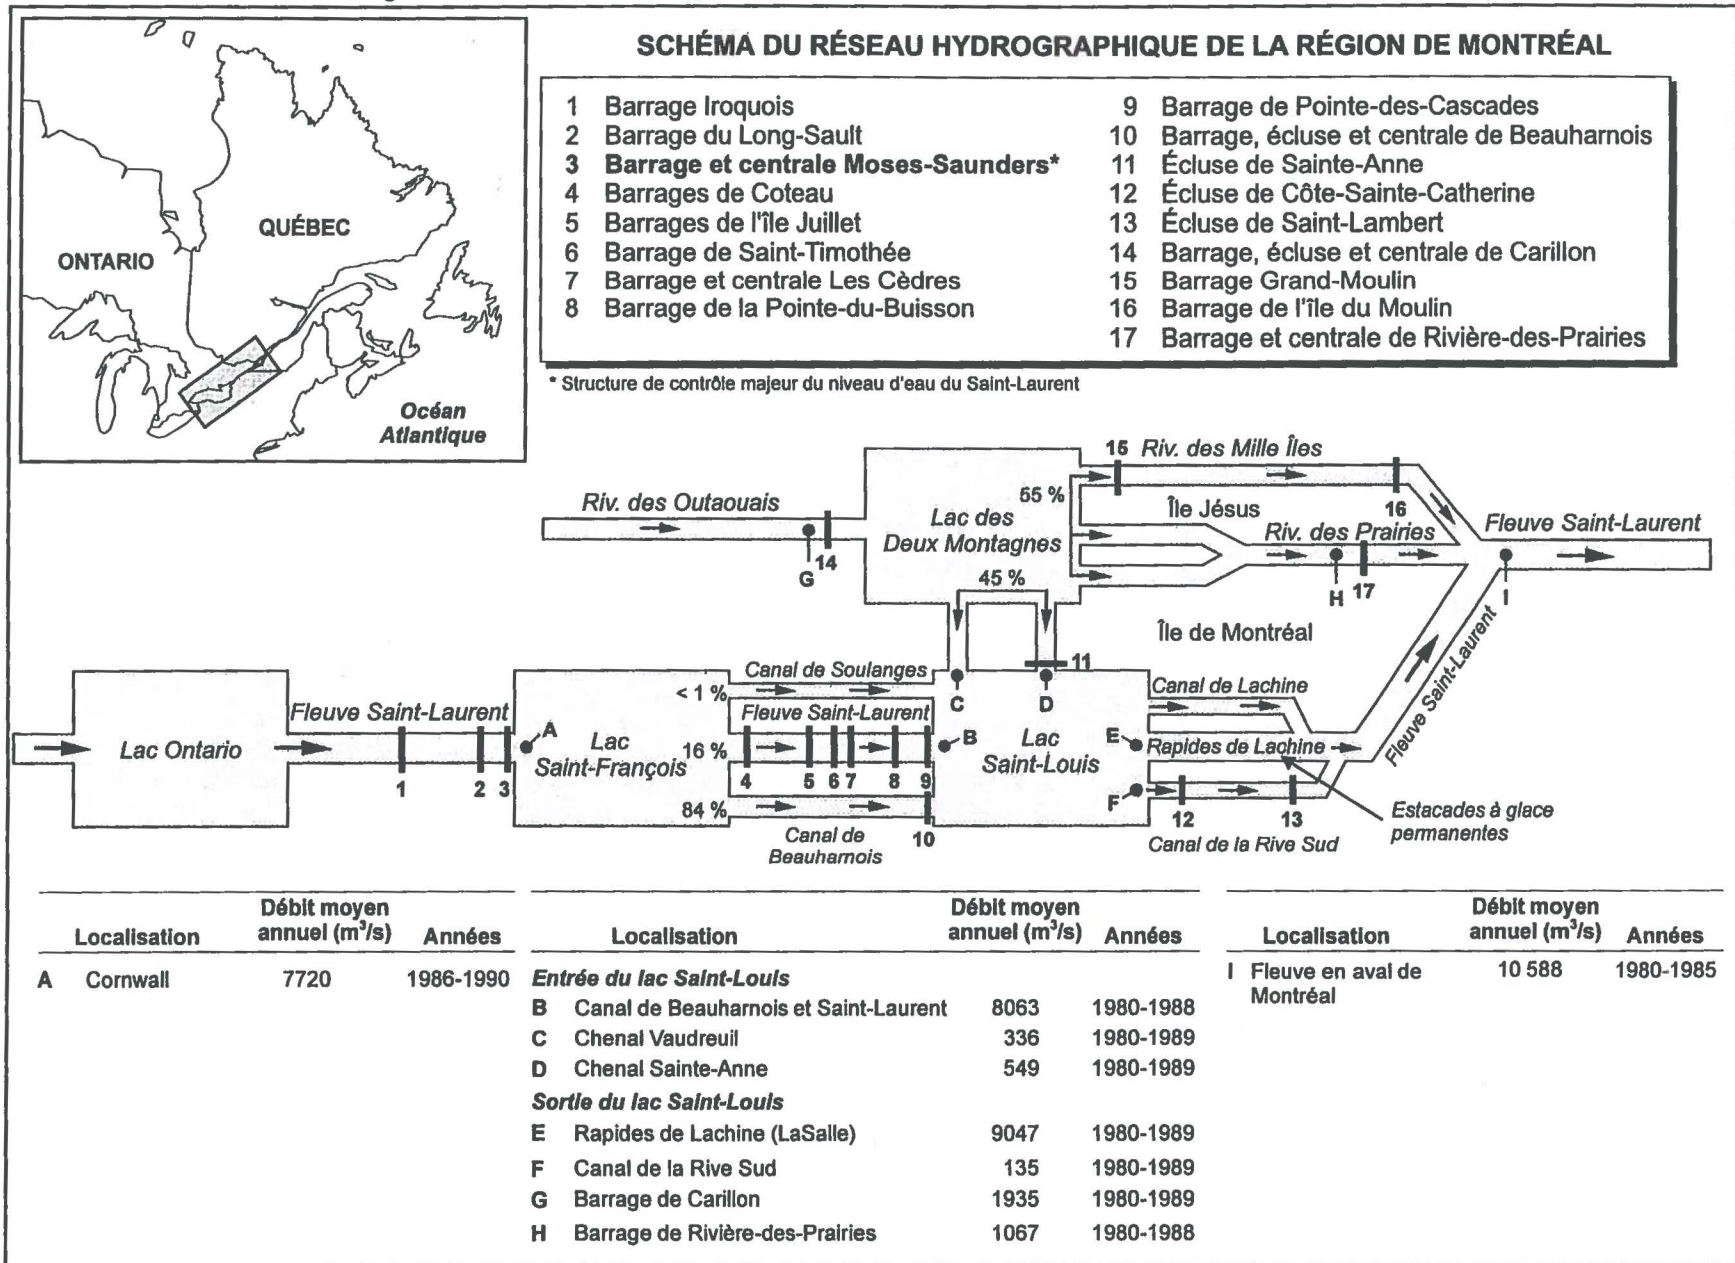 SCHÉMA DU RÉSEAU HYDROGRAPHIQUE DE LA RÉGION DE MONTRÉAL
QUÉBEC
ONTARIO
Océan
Atlantique
1 Barrage Iroquois
2 Barrage du Long-Sault
3 Barrage et centrale Moses-Saunders*
4 Barrages de Coteau
5 Barrages de l'île Juillet
6 Barrage de Saint-Timothée
7 Barrage et centrale Les Cèdres
8 Barrage de la Pointe-du-Buisson
9 Barrage de Pointe-des-Cascades
10 Barrage, écluse et centrale de Beauharnois
11 Écluse de Sainte-Anne
12 Écluse de Côte-Sainte-Catherine
13 Écluse de Saint-Lambert
14 Barrage, écluse et centrale de Carillon
15 Barrage Grand-Moulin
16 Barrage de l'île du Moulin
17 Barrage et centrale de Rivière-des-Prairies
* Structure de contrôle majeur du niveau d'eau du Saint-Laurent
15 Riv. des Mille Îles
55 %
Riv. des Outaouais
Lac des
Deux Montagnes
Île Jésus
16
Riv. des Prairies
Fleuve Saint-Laurent
G 14
45 %
H 17
I
Île de Montréal
11
C
D
Canal de Soulanges
< 1 %
Canal de Lachine
Fleuve Saint-Laurent
Fleuve Saint-Laurent
Fleuve Saint-Laurent
Lac Ontario
A
Lac
Saint-François
16 %
B
Lac
Saint-Louis
E
Rapides de Lachine
1 2 3
4 5 6 7 8 9
F
84 %
10
12 13
Canal de
Beauharnois
Canal de la Rive Sud
Estacades à glace
permanentes
Localisation Débit moyen annuel (m³/s) Années
A Cornwall 7720 1986-1990
Localisation Débit moyen annuel (m³/s) Années
Entrée du lac Saint-Louis
B Canal de Beauharnois et Saint-Laurent 8063 1980-1988
C Chenal Vaudreuil 336 1980-1989
D Chenal Sainte-Anne 549 1980-1989
Sortie du lac Saint-Louis
E Rapides de Lachine (LaSalle) 9047 1980-1989
F Canal de la Rive Sud 135 1980-1989
G Barrage de Carillon 1935 1980-1989
H Barrage de Rivière-des-Prairies 1067 1980-1988
Localisation Débit moyen annuel (m³/s) Années
I Fleuve en aval de 10 588 1980-1985
Montréal